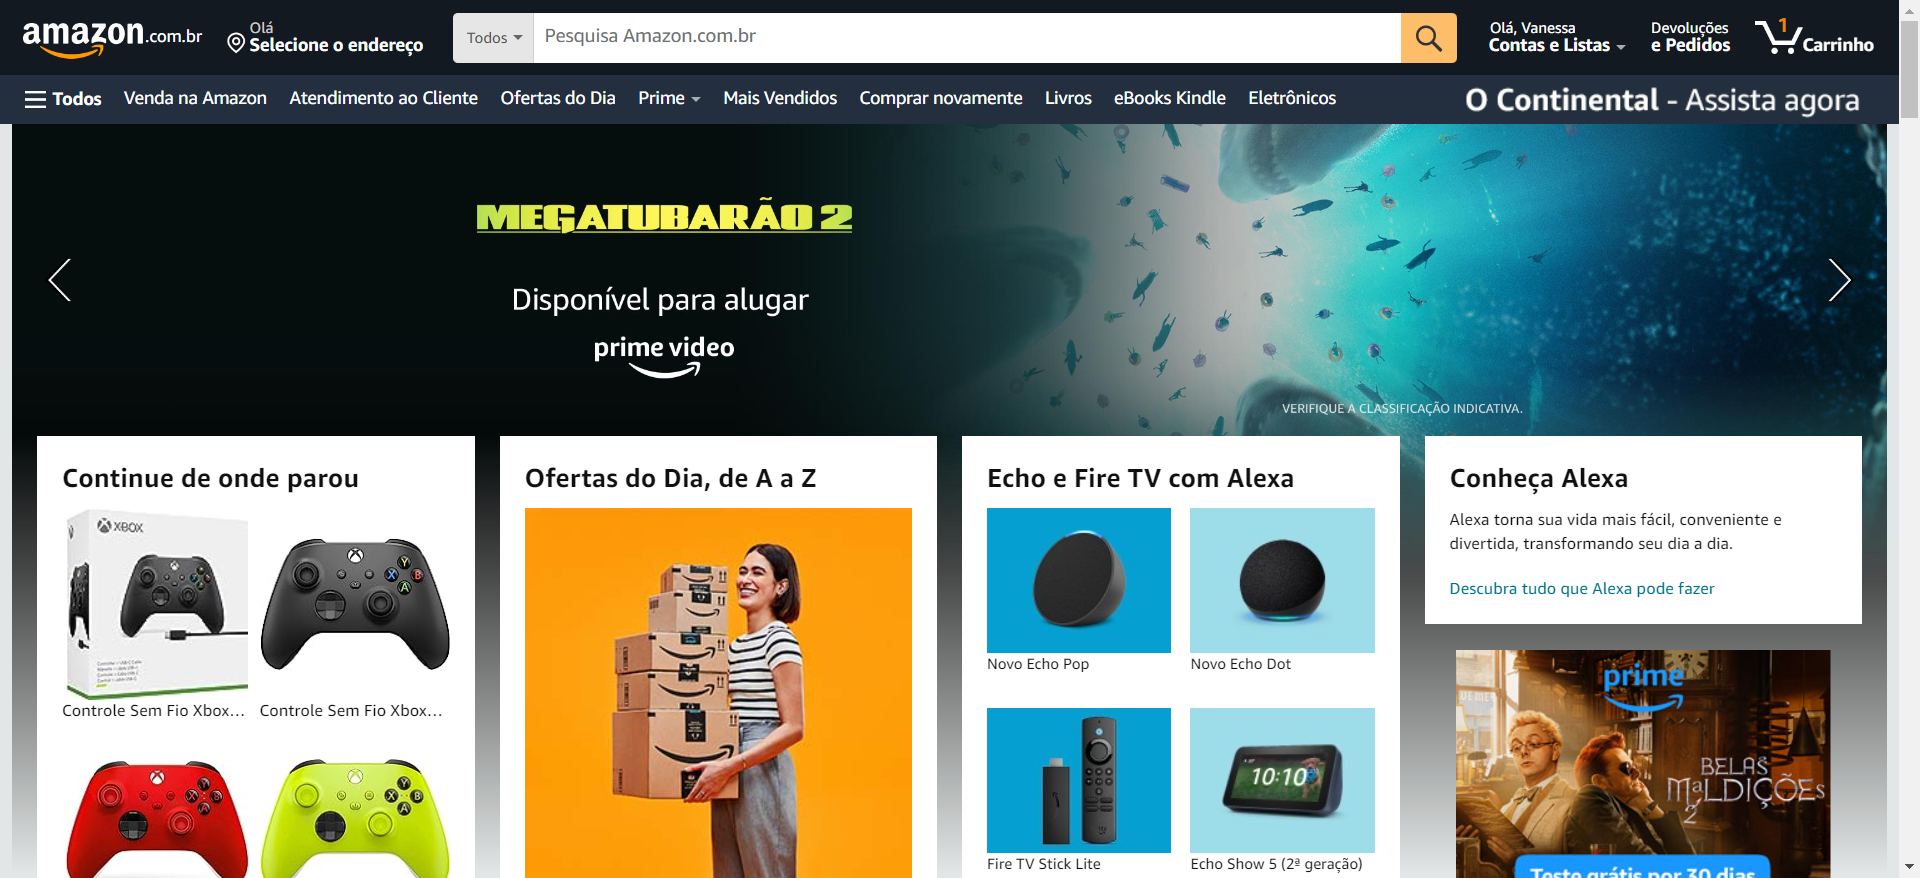 amazon.com.br
Olá
Selecione o endereço
Todos
Pesquisa Amazon.com.br
Olá, Vanessa
Contas e Listas
Devoluções
e Pedidos
1
Carrinho
Todos
Venda na Amazon
Atendimento ao Cliente
Ofertas do Dia
Prime
Mais Vendidos
Comprar novamente
Livros
eBooks Kindle
Eletrônicos
O Continental - Assista agora
MEGATUBARÃO 2
Disponível para alugar
prime video
VERIFIQUE A CLASSIFICAÇÃO INDICATIVA.
Continue de onde parou
XBOX
Y
X B
A
Controle Sem Fio Xbox...
Controle Sem Fio Xbox...
Ofertas do Dia, de A a Z
Echo e Fire TV com Alexa
Novo Echo Pop
Novo Echo Dot
10:10
Fire TV Stick Lite
Echo Show 5 (2ª geração)
Conheça Alexa
Alexa torna sua vida mais fácil, conveniente e
divertida, transformando seu dia a dia.
Descubra tudo que Alexa pode fazer
prime
BELAS
MALDIÇÕES
2
Teste grátis por 30 dias